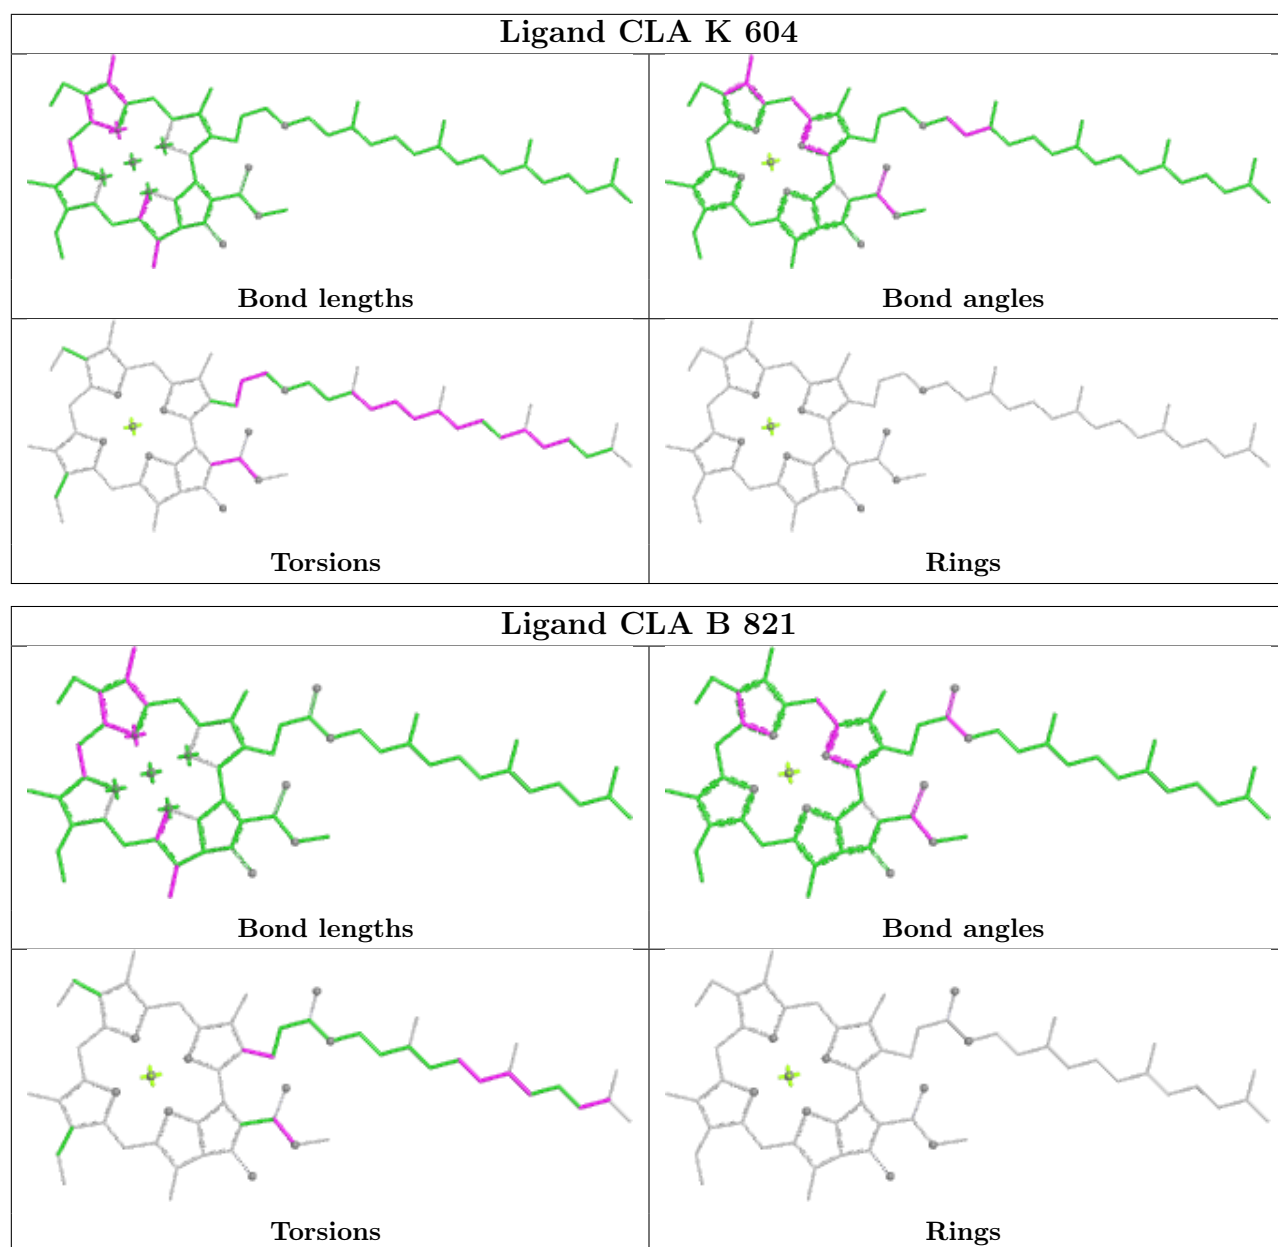 Ligand CLA K 604
Bond lengths
Bond angles
Torsions
Rings
Ligand CLA B 821
Bond lengths
Bond angles
Torsions
Rings